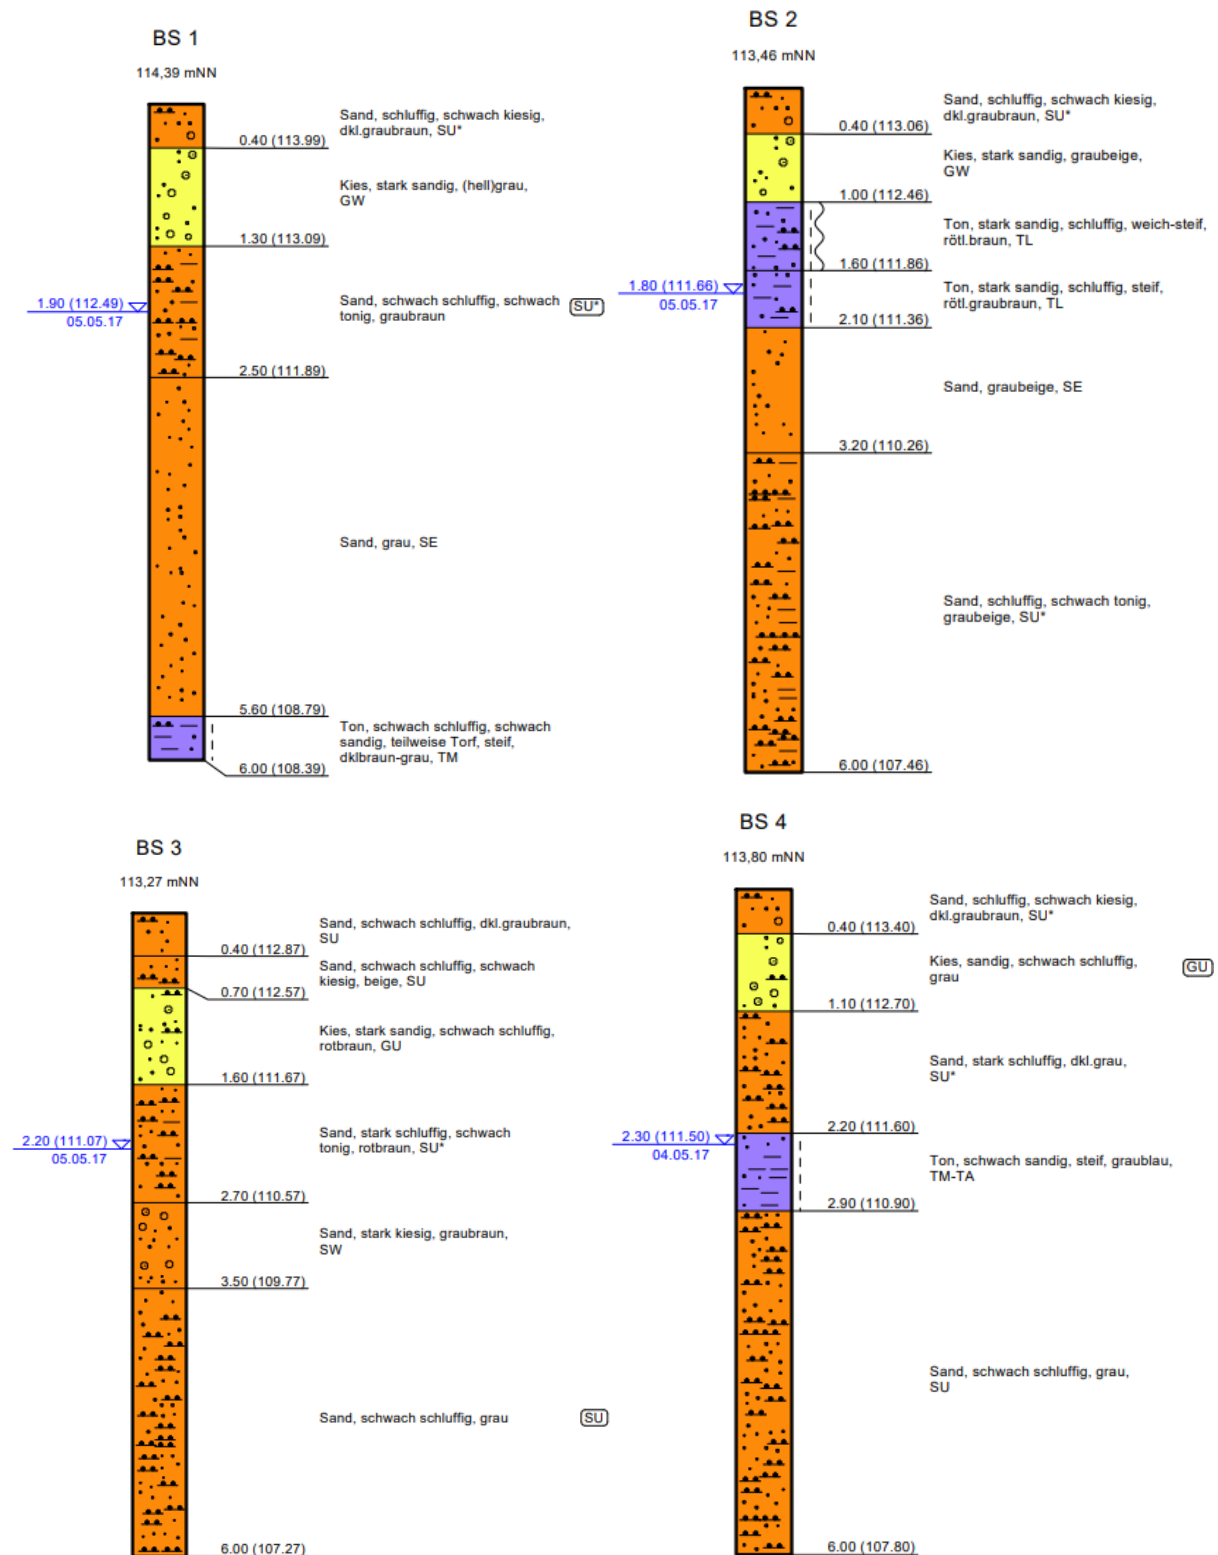 BS 1
114,39 mNN
Sand, schluffig, schwach kiesig,
dkl.graubraun, SU*
0.40 (113.99)
Kies, stark sandig, (hell)grau,
GW
1.30 (113.09)
1.90 (112.49)
05.05.17
Sand, schwach schluffig, schwach
tonig, graubraun
SU*
2.50 (111.89)
Sand, grau, SE
5.60 (108.79)
Ton, schwach schluffig, schwach
sandig, teilweise Torf, steif,
dklbraun-grau, TM
6.00 (108.39)
BS 2
113,46 mNN
Sand, schluffig, schwach kiesig,
dkl.graubraun, SU*
0.40 (113.06)
Kies, stark sandig, graubeige,
GW
1.00 (112.46)
Ton, stark sandig, schluffig, weich-steif,
rötl.braun, TL
1.60 (111.86)
1.80 (111.66)
05.05.17
Ton, stark sandig, schluffig, steif,
rötl.graubraun, TL
2.10 (111.36)
Sand, graubeige, SE
3.20 (110.26)
Sand, schluffig, schwach tonig,
graubeige, SU*
6.00 (107.46)
BS 3
113,27 mNN
Sand, schwach schluffig, dkl.graubraun,
SU
0.40 (112.87)
Sand, schwach schluffig, schwach
kiesig, beige, SU
0.70 (112.57)
Kies, stark sandig, schwach schluffig,
rotbraun, GU
1.60 (111.67)
2.20 (111.07)
05.05.17
Sand, stark schluffig, schwach
tonig, rotbraun, SU*
2.70 (110.57)
Sand, stark kiesig, graubraun,
SW
3.50 (109.77)
Sand, schwach schluffig, grau
SU
6.00 (107.27)
BS 4
113,80 mNN
Sand, schluffig, schwach kiesig,
dkl.graubraun, SU*
0.40 (113.40)
Kies, sandig, schwach schluffig,
grau
GU
1.10 (112.70)
Sand, stark schluffig, dkl.grau,
SU*
2.20 (111.60)
2.30 (111.50)
04.05.17
Ton, schwach sandig, steif, graublau,
TM-TA
2.90 (110.90)
Sand, schwach schluffig, grau,
SU
6.00 (107.80)